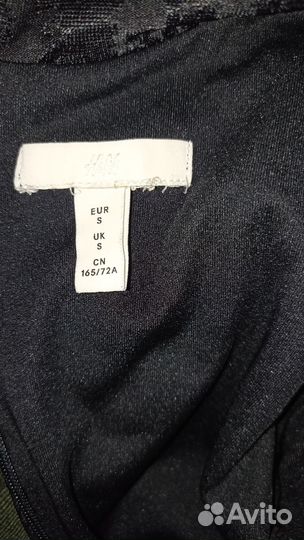 H&M
EUR
S
UK
S
CN
165/72A
Avito